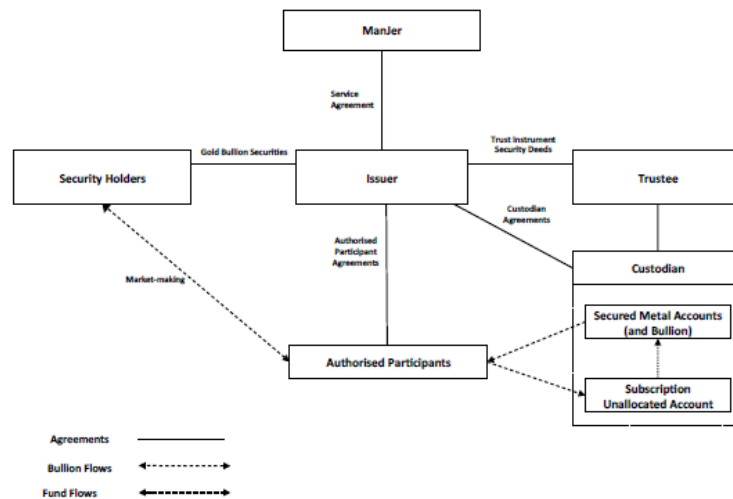 ManJer
Service
Agreement
Gold Bullion Securities
Trust Instrument
Security Deeds
Security Holders
Issuer
Trustee
Custodian
Agreements
Authorised
Participant
Agreements
Custodian
Market-making
Secured Metal Accounts
(and Bullion)
Authorised Participants
Subscription
Unallocated Account
Agreements
Bullion Flows
Fund Flows